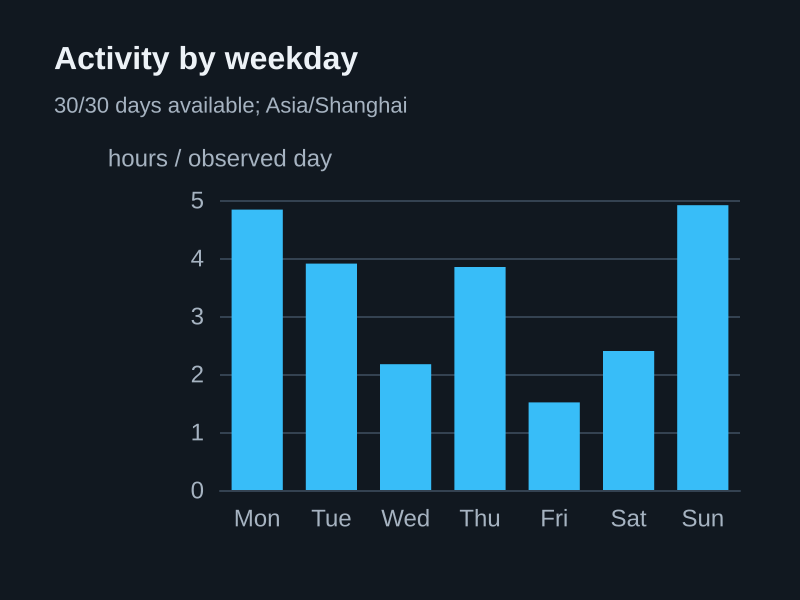 Activity by weekday
30/30 days available; Asia/Shanghai
hours / observed day
5
4
3
2
1
0
Mon Tue Wed Thu Fri Sat Sun